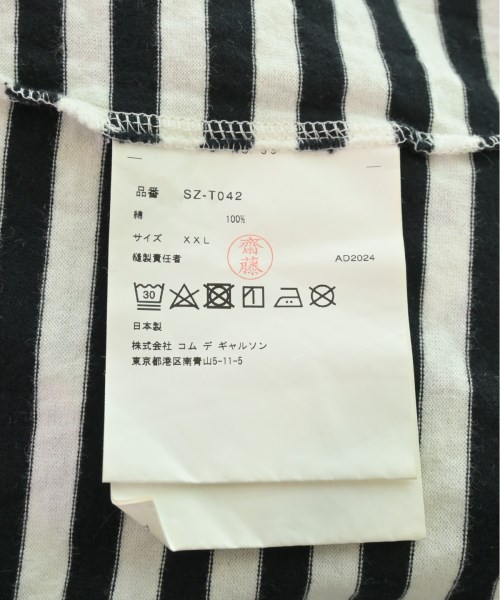 品番 SZ-T042
綿 100%
サイズ XXL
縫製責任者 齋藤 AD2024
30
日本製
株式会社 コム デ ギャルソン
東京都港区南青山5-11-5